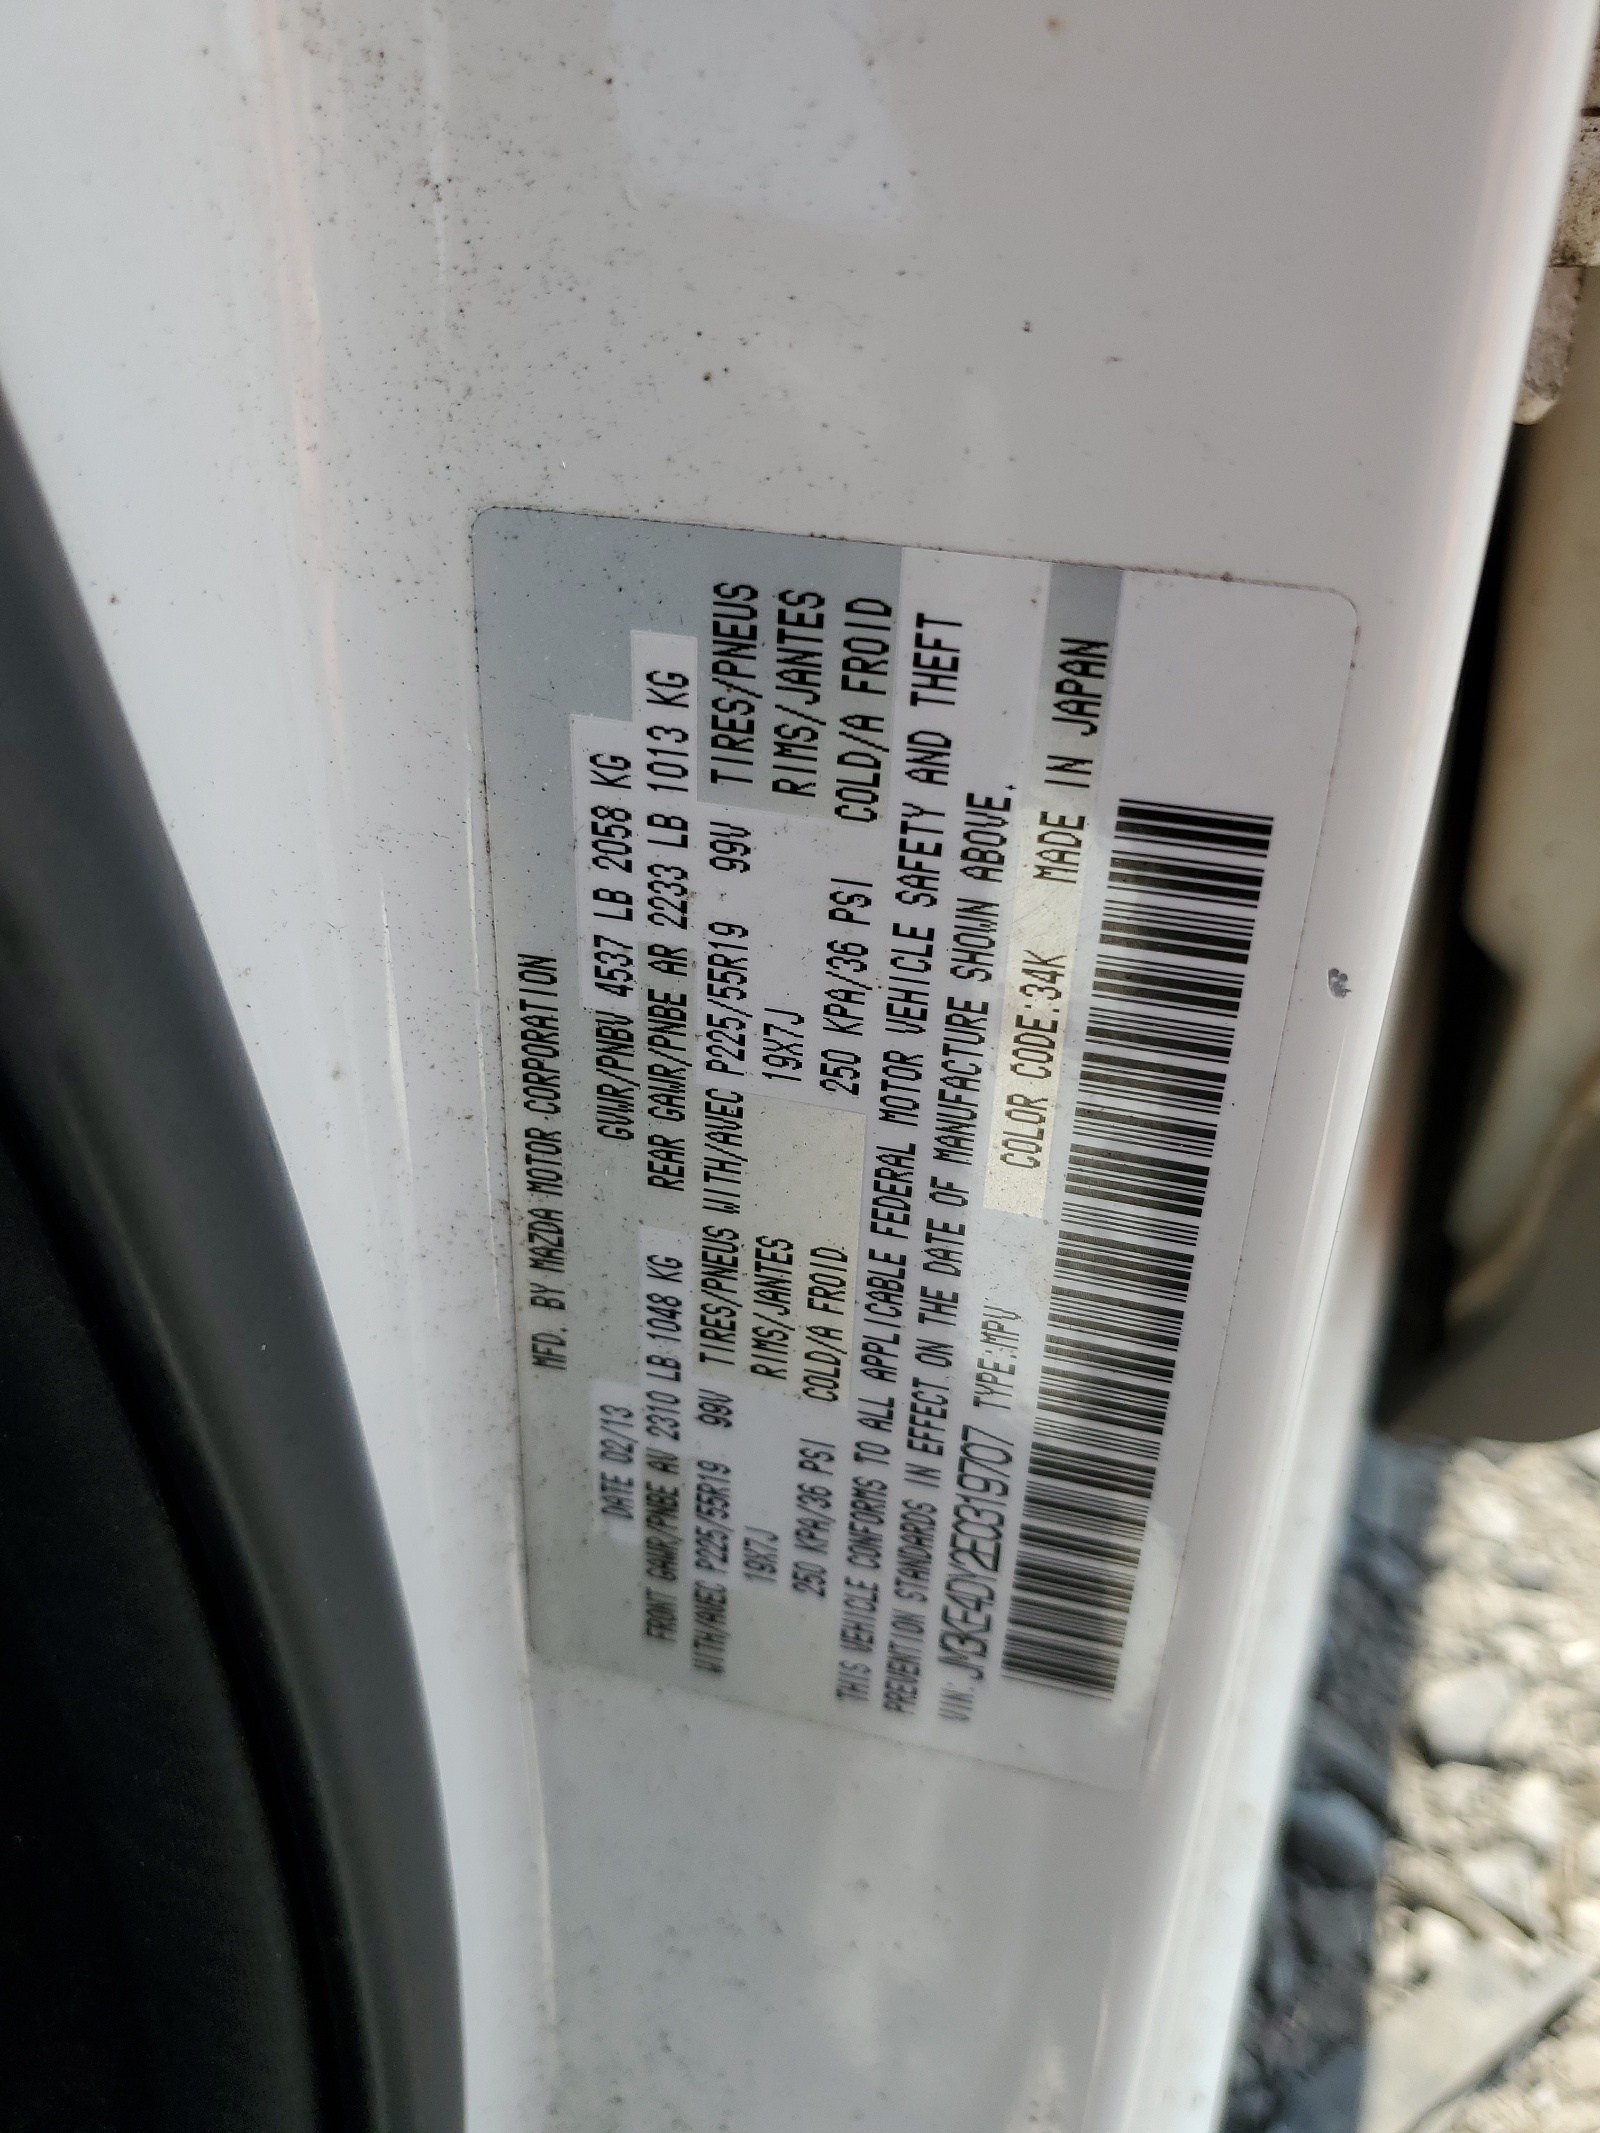 MFD. BY MAZDA MOTOR CORPORATION
DATE 02/13 GVWR/PNBV 4537 LB 2058 KG
FRONT GAWR/PNBE AV 2310 LB 1048 KG REAR GAWR/PNBE AR 2233 LB 1013 KG
WITH/AVEC P225/55R19 99V TIRES/PNEUS WITH/AVEC P225/55R19 99V TIRES/PNEUS
19X7J RIMS/JANTES 19X7J RIMS/JANTES
250 KPA/36 PSI COLD/A FROID 250 KPA/36 PSI COLD/A FROID
THIS VEHICLE CONFORMS TO ALL APPLICABLE FEDERAL MOTOR VEHICLE SAFETY AND THEFT
PREVENTION STANDARDS IN EFFECT ON THE DATE OF MANUFACTURE SHOWN ABOVE.
VIN: JM3KE4DY2E0319707 TYPE:MPV COLOR CODE:34K MADE IN JAPAN